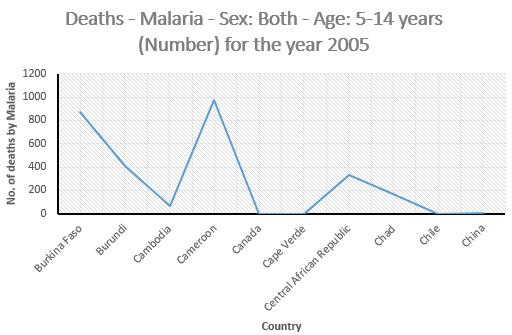 Deaths - Malaria - Sex: Both - Age: 5-14 years
(Number) for the year 2005
No. of deaths by Malaria
1200
1000
800
600
400
200
0
Burkina Faso
Burundi
Cambodia
Cameroon
Canada
Cape Verde
Central African Republic
Chad
Chile
China
Country